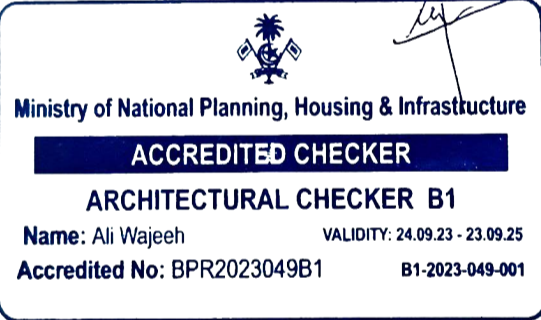 Ministry of National Planning, Housing & Infrastructure
ACCREDITED CHECKER
ARCHITECTURAL CHECKER B1
Name: Ali Wajeeh VALIDITY: 24.09.23 - 23.09.25
Accredited No: BPR2023049B1 B1-2023-049-001